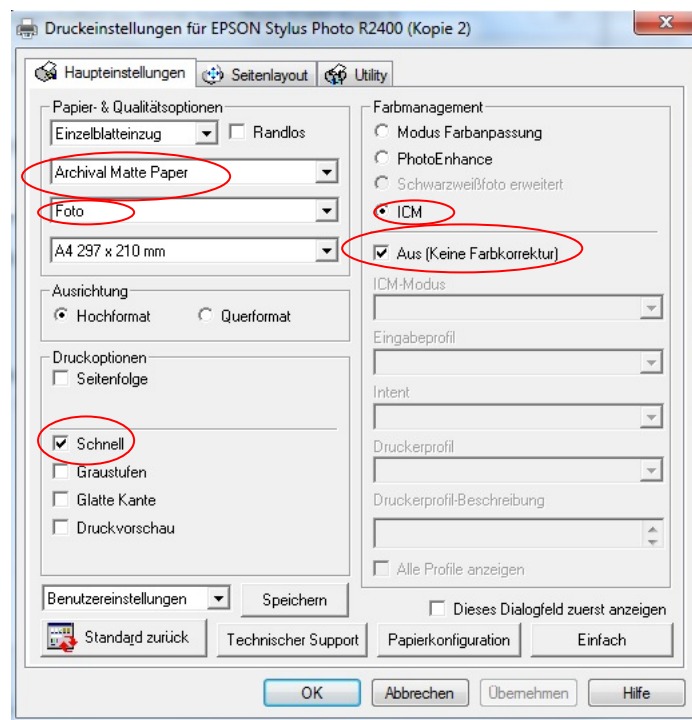 Druckeinstellungen für EPSON Stylus Photo R2400 (Kopie 2)
Haupteinstellungen
Seitenlayout
Utility
Papier- & Qualitätsoptionen
Einzelblatteinzug
Randlos
Archival Matte Paper
Foto
A4 297 x 210 mm
Ausrichtung
Hochformat
Querformat
Druckoptionen
Seitenfolge
Schnell
Graustufen
Glatte Kante
Druckvorschau
Farbmanagement
Modus Farbanpassung
PhotoEnhance
Schwarzweißfoto erweitert
ICM
Aus (Keine Farbkorrektur)
ICM-Modus
Eingabeprofil
Intent
Druckerprofil
Druckerprofil-Beschreibung
Alle Profile anzeigen
Benutzereinstellungen
Speichern
Dieses Dialogfeld zuerst anzeigen
Standard zurück
Technischer Support
Papierkonfiguration
Einfach
OK
Abbrechen
Übernehmen
Hilfe